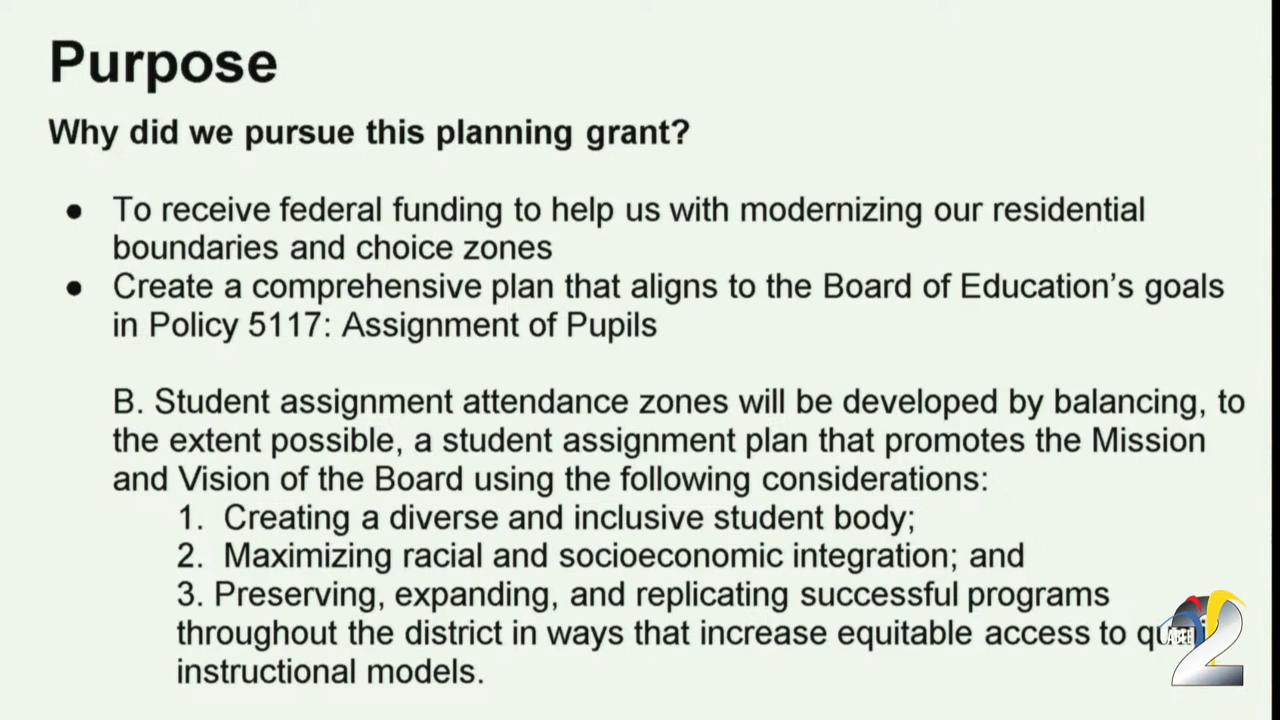 Purpose
Why did we pursue this planning grant?
● To receive federal funding to help us with modernizing our residential
boundaries and choice zones
● Create a comprehensive plan that aligns to the Board of Education's goals
in Policy 5117: Assignment of Pupils
B. Student assignment attendance zones will be developed by balancing, to
the extent possible, a student assignment plan that promotes the Mission
and Vision of the Board using the following considerations:
1. Creating a diverse and inclusive student body;
2. Maximizing racial and socioeconomic integration; and
3. Preserving, expanding, and replicating successful programs
throughout the district in ways that increase equitable access to
instructional models.
2